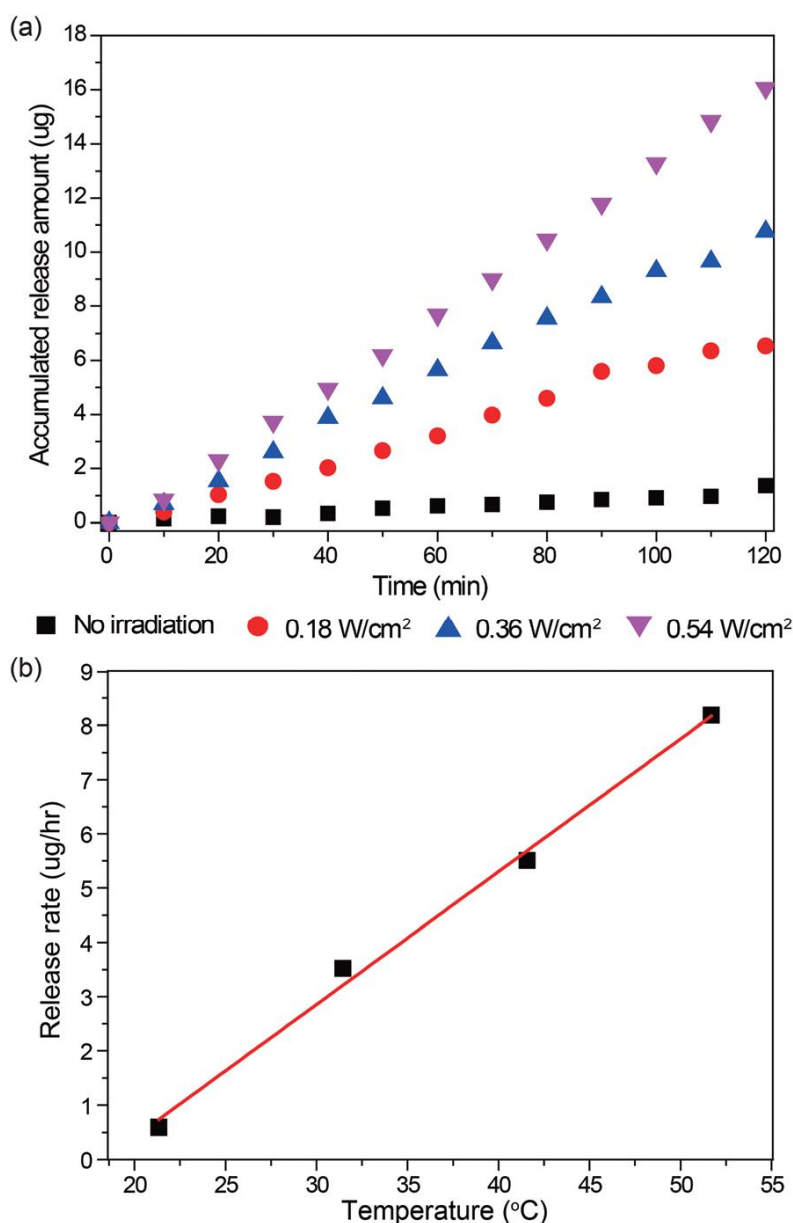 (a)
18
16
14
12
10
8
6
4
2
0
Accumulated release amount (ug)
0 20 40 60 80 100 120
Time (min)
No irradiation 0.18 W/cm² 0.36 W/cm² 0.54 W/cm²
(b)
9
8
7
6
5
4
3
2
1
0
Release rate (ug/hr)
20 25 30 35 40 45 50 55
Temperature (°C)